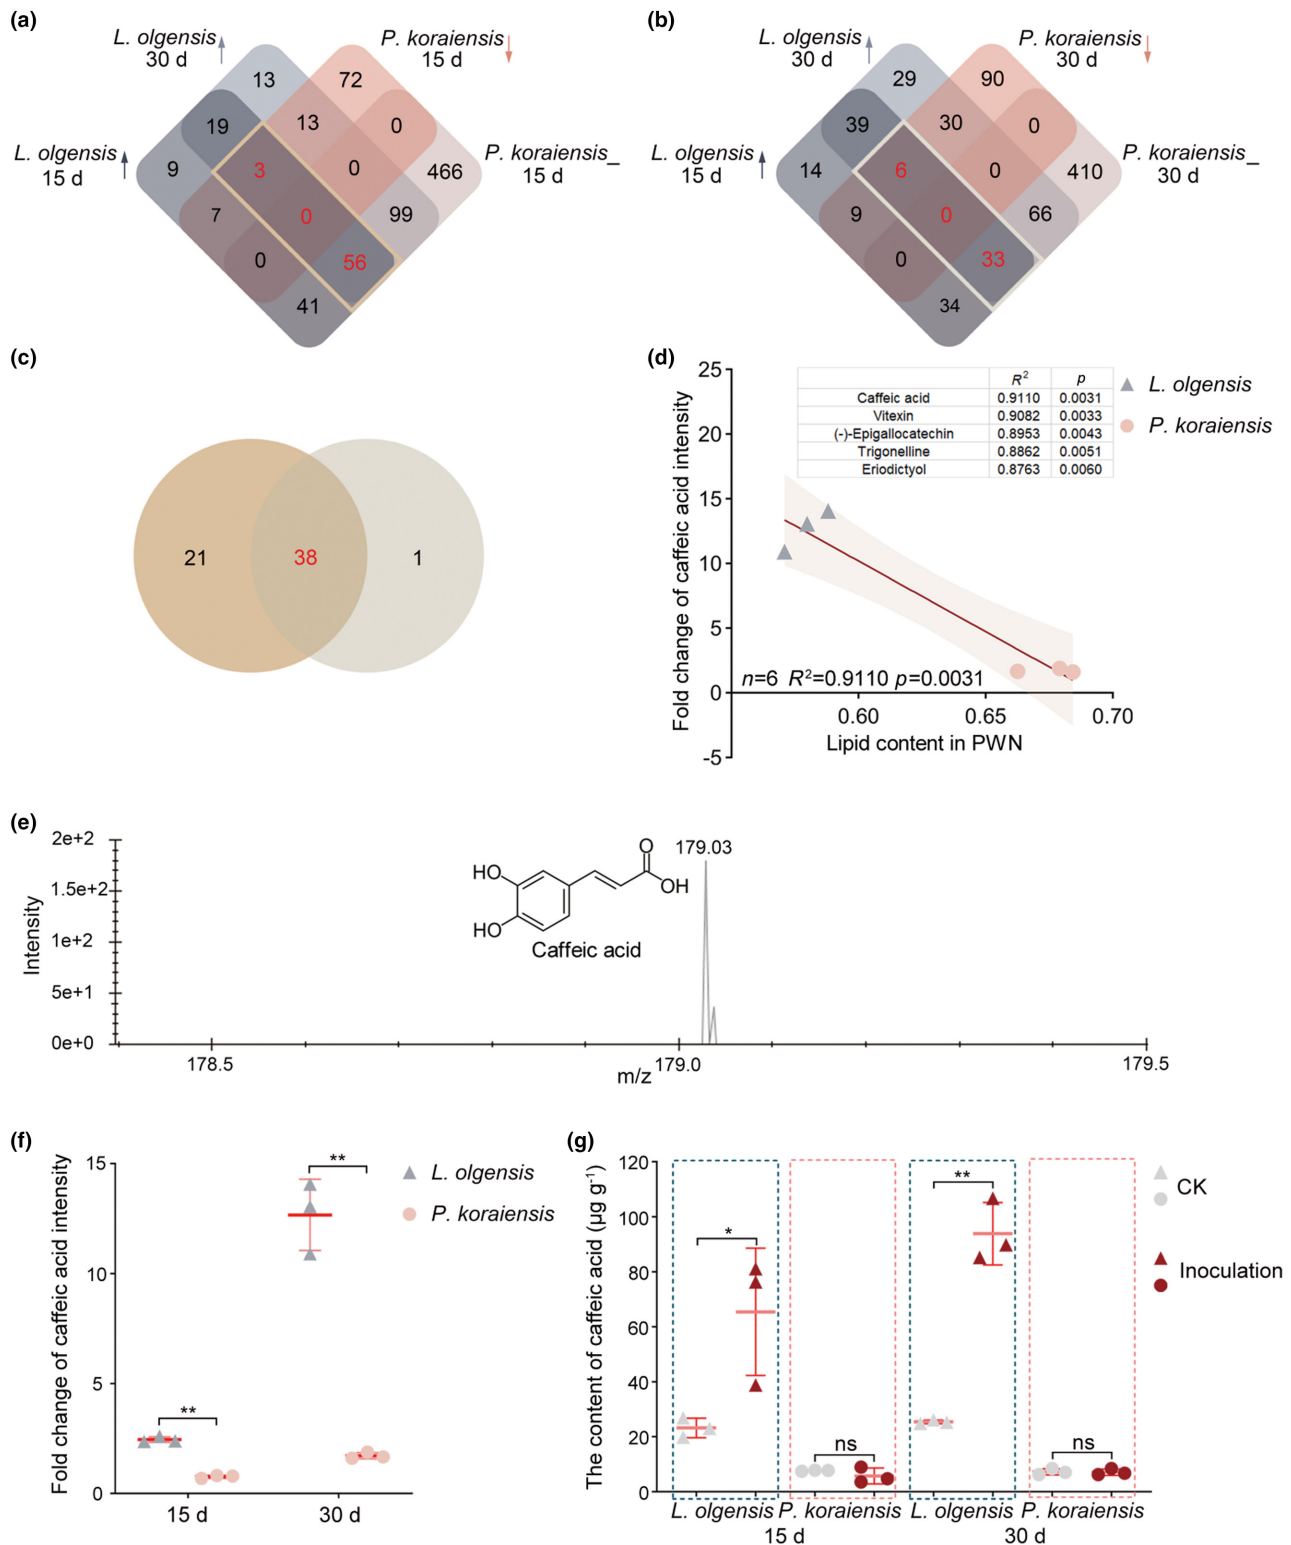 (a)
L. olgensis
30 d
P. koraiensis
15 d
13
72
19
13
0
L. olgensis
15 d
9
3
0
466
P. koraiensis_
15 d
7
0
99
0
56
41
(b)
L. olgensis
30 d
P. koraiensis
30 d
29
90
39
30
0
L. olgensis
15 d
14
6
0
410
P. koraiensis_
30 d
9
0
66
0
33
34
(c)
21
38
1
(d)
Fold change of caffeic acid intensity
25
20
15
10
5
0
-5
R² p
Caffeic acid 0.9110 0.0031
Vitexin 0.9082 0.0033
(-)-Epigallocatechin 0.8953 0.0043
Trigonelline 0.8862 0.0051
Eriodictyol 0.8763 0.0060
L. olgensis
P. koraiensis
n=6 R²=0.9110 p=0.0031
0.60 0.65 0.70
Lipid content in PWN
(e)
Intensity
2e+2
1.5e+2
1e+2
5e+1
0e+0
HO
HO
O
OH
Caffeic acid
179.03
178.5 179.0 179.5
m/z
(f)
Fold change of caffeic acid intensity
15
10
5
0
**
**
L. olgensis
P. koraiensis
15 d 30 d
(g)
The content of caffeic acid (µg g⁻¹)
120
100
80
60
40
20
0
*
ns
**
ns
CK
Inoculation
L. olgensis P. koraiensis L. olgensis P. koraiensis
15 d 30 d